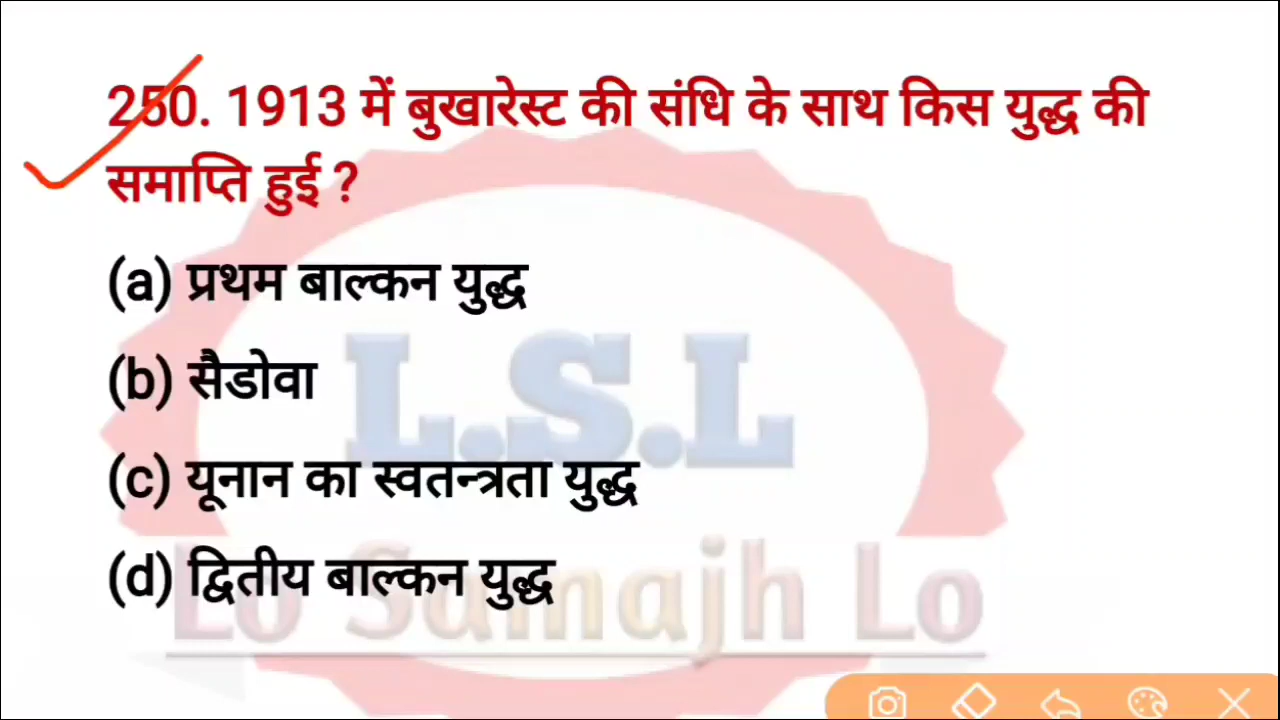 250. 1913 में बुखारेस्ट की संधि के साथ किस युद्ध की
समाप्ति हुई ?
(a) प्रथम बाल्कन युद्ध
(b) सैडोवा
(c) यूनान का स्वतन्त्रता युद्ध
(d) द्वितीय बाल्कन युद्ध
L.S.L
Lo Samajh Lo